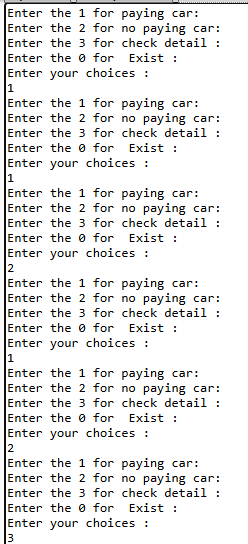 Enter the 1 for paying car:
Enter the 2 for no paying car:
Enter the 3 for check detail :
Enter the 0 for  Exist :
Enter your choices :
1
Enter the 1 for paying car:
Enter the 2 for no paying car:
Enter the 3 for check detail :
Enter the 0 for  Exist :
Enter your choices :
1
Enter the 1 for paying car:
Enter the 2 for no paying car:
Enter the 3 for check detail :
Enter the 0 for  Exist :
Enter your choices :
2
Enter the 1 for paying car:
Enter the 2 for no paying car:
Enter the 3 for check detail :
Enter the 0 for  Exist :
Enter your choices :
1
Enter the 1 for paying car:
Enter the 2 for no paying car:
Enter the 3 for check detail :
Enter the 0 for  Exist :
Enter your choices :
2
Enter the 1 for paying car:
Enter the 2 for no paying car:
Enter the 3 for check detail :
Enter the 0 for  Exist :
Enter your choices :
3